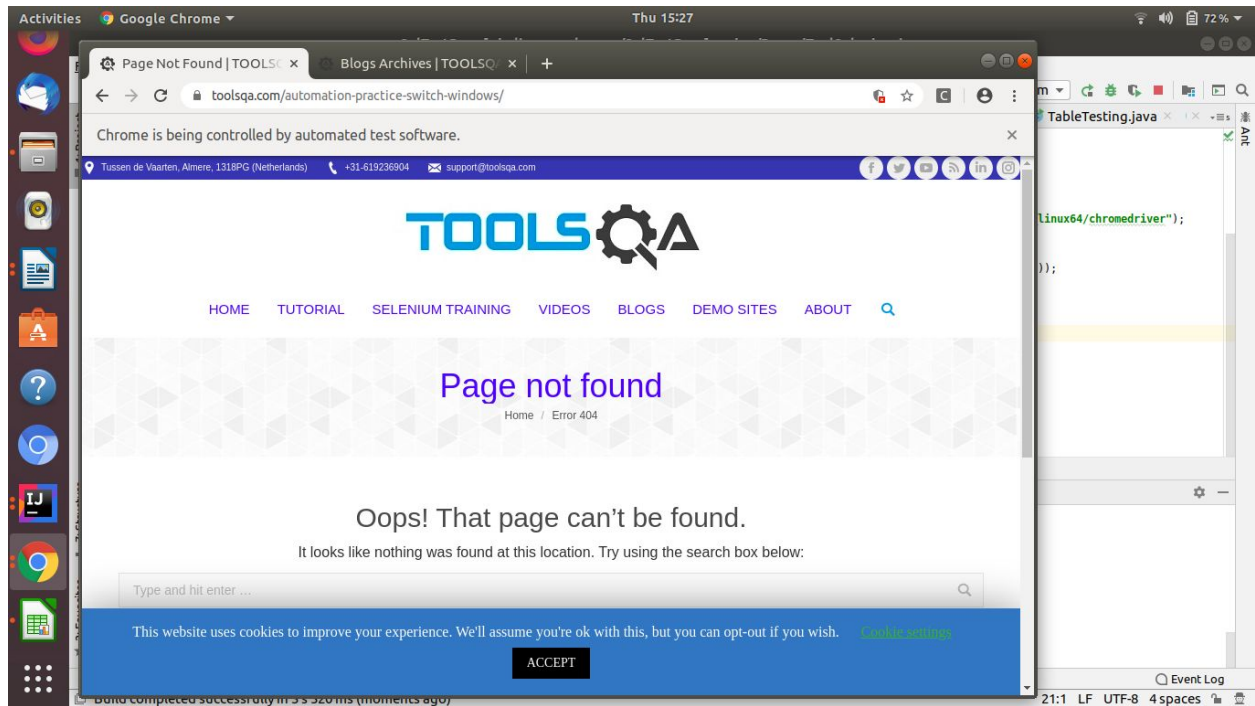 Activities Google Chrome Thu 15:27 72 %
Page Not Found | TOOLS Blogs Archives | TOOLSQA
toolsqa.com/automation-practice-switch-windows/
TableTesting.java
Ant
Chrome is being controlled by automated test software.
Tussen de Vaarten, Almere, 1318PG (Netherlands) +31-619236904 support@toolsqa.com
linux64/chromedriver");
TOOLSQA
));
HOME TUTORIAL SELENIUM TRAINING VIDEOS BLOGS DEMO SITES ABOUT
Page not found
Home / Error 404
Oops! That page can't be found.
It looks like nothing was found at this location. Try using the search box below:
Type and hit enter ...
This website uses cookies to improve your experience. We'll assume you're ok with this, but you can opt-out if you wish. Cookie settings
ACCEPT
Event Log
21:1 LF UTF-8 4 spaces